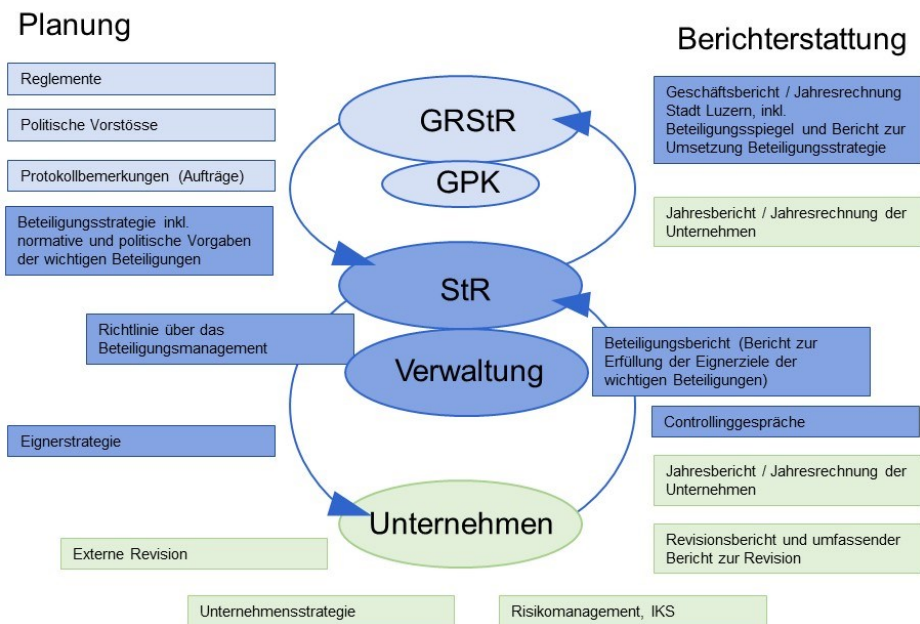 Planung
Berichterstattung
Reglemente
Politische Vorstösse
Protokollbemerkungen (Aufträge)
Beteiligungsstrategie inkl.
normative und politische Vorgaben
der wichtigen Beteiligungen
Richtlinie über das
Beteiligungsmanagement
Eignerstrategie
GRStR
GPK
StR
Verwaltung
Unternehmen
Geschäftsbericht / Jahresrechnung
Stadt Luzern, inkl.
Beteiligungsspiegel und Bericht zur
Umsetzung Beteiligungsstrategie
Jahresbericht / Jahresrechnung der
Unternehmen
Beteiligungsbericht (Bericht zur
Erfüllung der Eignerziele der
wichtigen Beteiligungen)
Controllinggespräche
Jahresbericht / Jahresrechnung der
Unternehmen
Revisionsbericht und umfassender
Bericht zur Revision
Externe Revision
Unternehmensstrategie
Risikomanagement, IKS